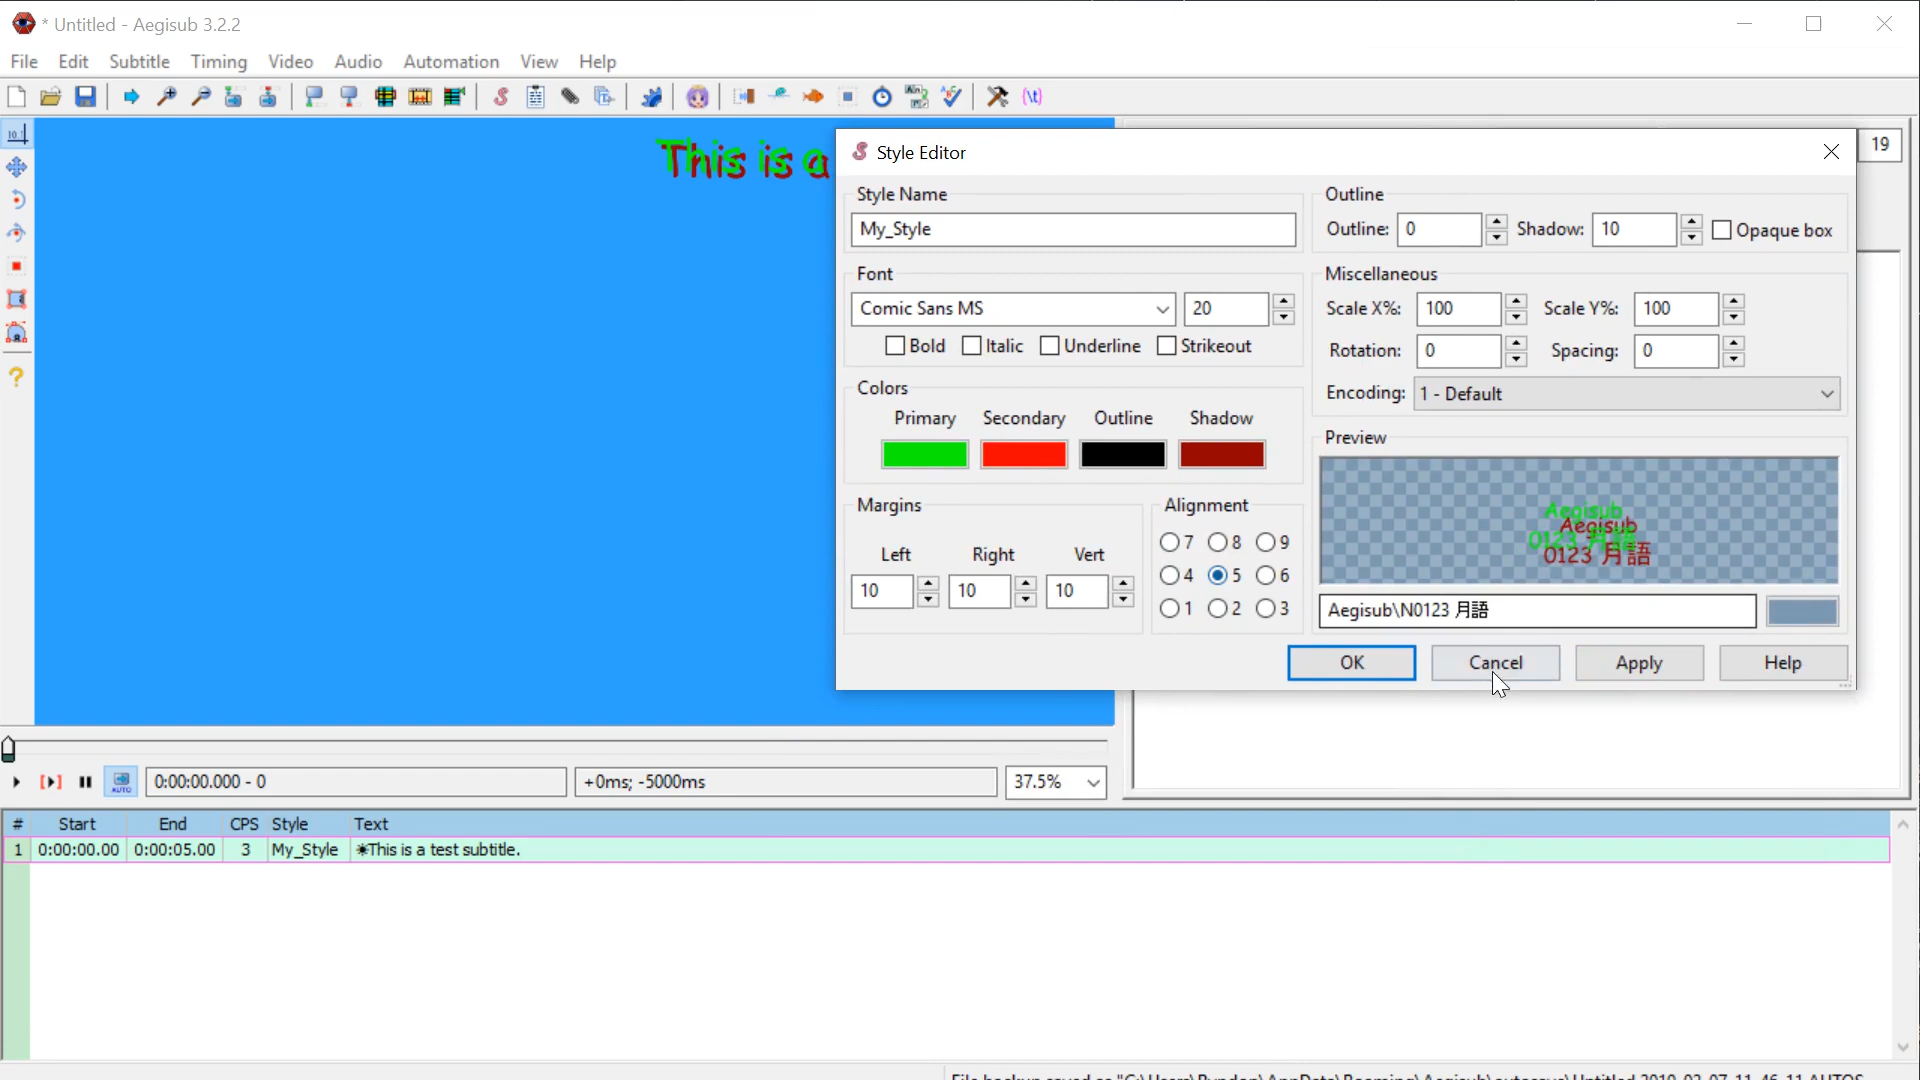 * Untitled - Aegisub 3.2.2
File Edit Subtitle Timing Video Audio Automation View Help
This is a
19
Style Editor
Style Name
My_Style
Outline
Outline: 0 Shadow: 10 Opaque box
Font
Comic Sans MS 20
Bold Italic Underline Strikeout
Miscellaneous
Scale X%: 100 Scale Y%: 100
Rotation: 0 Spacing: 0
Encoding: 1 - Default
Colors
Primary Secondary Outline Shadow
Margins
Left Right Vert
10 10 10
Alignment
7 8 9
4 5 6
1 2 3
Preview
Aegisub
Aegisub
0123 月語
0123 月語
Aegisub\N0123 月語
OK Cancel Apply Help
AUTO
0:00:00.000 - 0 +0ms; -5000ms 37.5%
# Start End CPS Style Text
1 0:00:00.00 0:00:05.00 3 My_Style ☀This is a test subtitle.